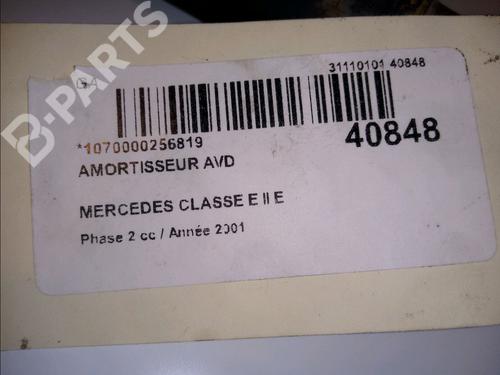 B-PARTS
31110101 40848
*1070000256819
40848
AMORTISSEUR AVD
MERCEDES CLASSE E II E
Phase 2 cc / Année 2001